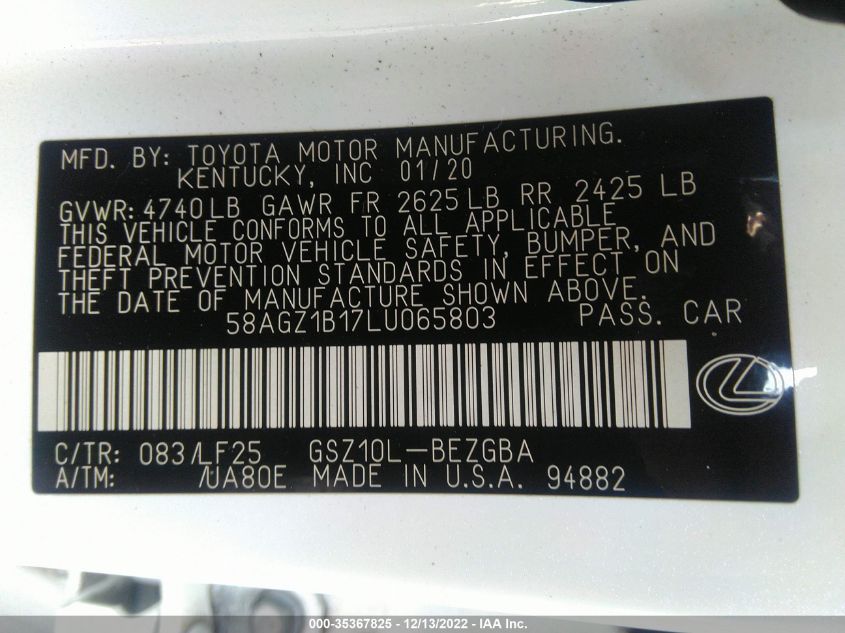 MFD. BY: TOYOTA MOTOR MANUFACTURING.
KENTUCKY, INC 01/20
GVWR: 4740LB GAWR FR 2625LB RR 2425 LB
THIS VEHICLE CONFORMS TO ALL APPLICABLE
FEDERAL MOTOR VEHICLE SAFETY, BUMPER, AND
THEFT PREVENTION STANDARDS IN EFFECT ON
THE DATE OF MANUFACTURE SHOWN ABOVE.
58AGZ1B17LU065803 PASS. CAR
C/TR: 083/LF25 GSZ10L-BEZGBA
A/TM: /UA80E MADE IN U.S.A. 94882
000-35367825 - 12/13/2022 - IAA Inc.